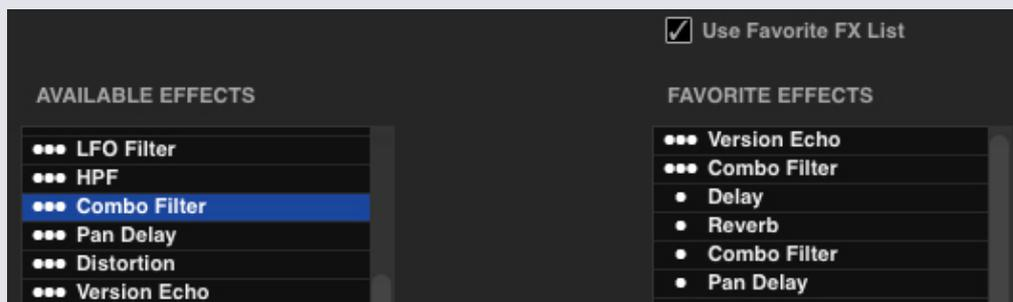 Use Favorite FX List
AVAILABLE EFFECTS
LFO Filter
HPF
Combo Filter
Pan Delay
Distortion
Version Echo
FAVORITE EFFECTS
Version Echo
Combo Filter
Delay
Reverb
Combo Filter
Pan Delay